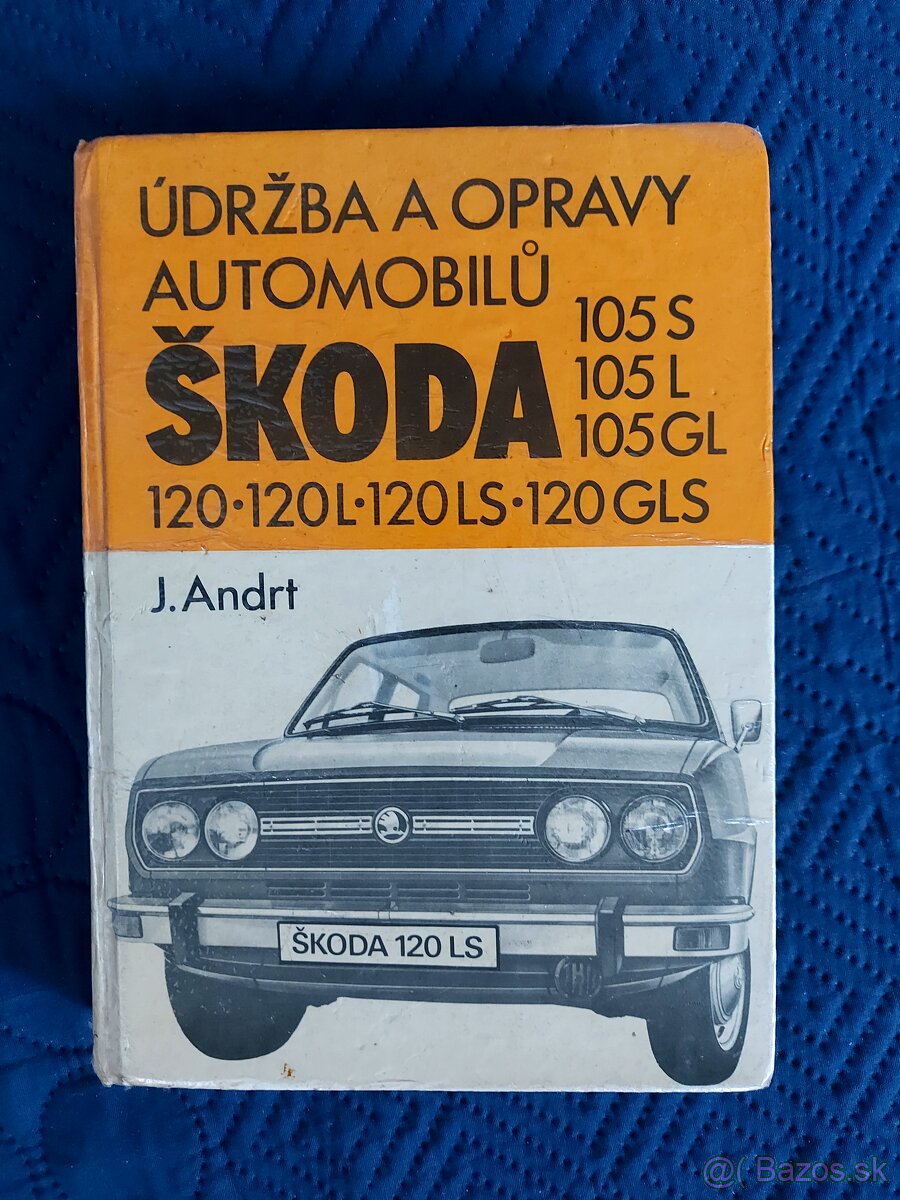 ÚDRŽBA A OPRAVY
AUTOMOBILŮ
ŠKODA
105 S
105 L
105 GL
120·120L·120LS·120GLS
J. Andrt
ŠKODA 120 LS
@( Bazos.sk